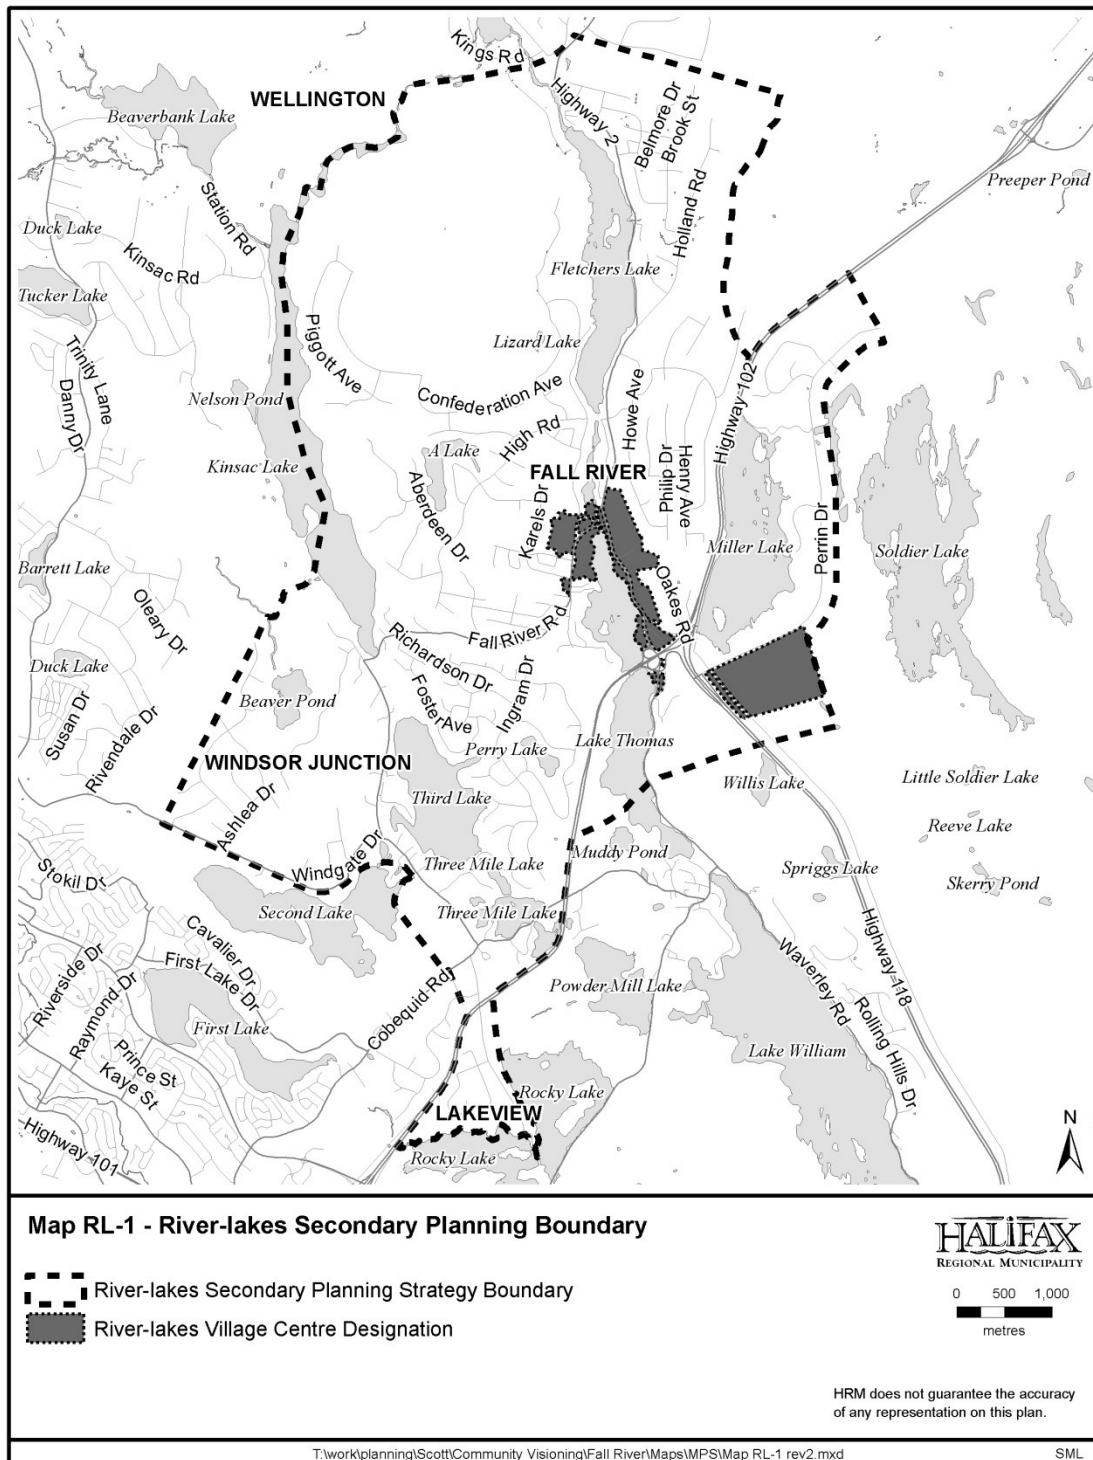 Kings Rd
WELLINGTON
Beaverbank Lake
Highway 2
Belmore Dr
Brook St
Preeper Pond
Station Rd
Holland Rd
Duck Lake
Kinsac Rd
Fletchers Lake
Tucker Lake
Piggott Ave
Lizard Lake
Trinity Lane
Danny Dr
Nelson Pond
Confederation Ave
Howe Ave
Highway-102
High Rd
A Lake
FALL RIVER
Philip Dr
Henry Ave
Kinsac Lake
Aberdeen Dr
Karels Dr
Miller Lake
Perrin Dr
Soldier Lake
Barrett Lake
Oleary Dr
Oakes Rd
Fall River Rd
Richardson Dr
Duck Lake
Susan Dr
Rivendale Dr
Beaver Pond
Foster Ave
Ingram Dr
Perry Lake
Lake Thomas
WINDSOR JUNCTION
Willis Lake
Little Soldier Lake
Ashlea Dr
Third Lake
Reeve Lake
Windgate Dr
Three Mile Lake
Muddy Pond
Spriggs Lake
Skerry Pond
Stokil Dr
Second Lake
Three Mile Lake
Cavalier Dr
First Lake Dr
Riverside Dr
Raymond Dr
Cobequid Rd
Powder Mill Lake
Waverley Rd
Highway-118
First Lake
Rolling Hills Dr
Prince St
Kaye St
Lake William
Rocky Lake
LAKEVIEW
Highway 101
Rocky Lake
N
Map RL-1 - River-lakes Secondary Planning Boundary
River-lakes Secondary Planning Strategy Boundary
River-lakes Village Centre Designation
HALIFAX
REGIONAL MUNICIPALITY
0 500 1,000
metres
HRM does not guarantee the accuracy
of any representation on this plan.
T:\work\planning\Scott\Community Visioning\Fall River\Maps\MPS\Map RL-1 rev2.mxd SML